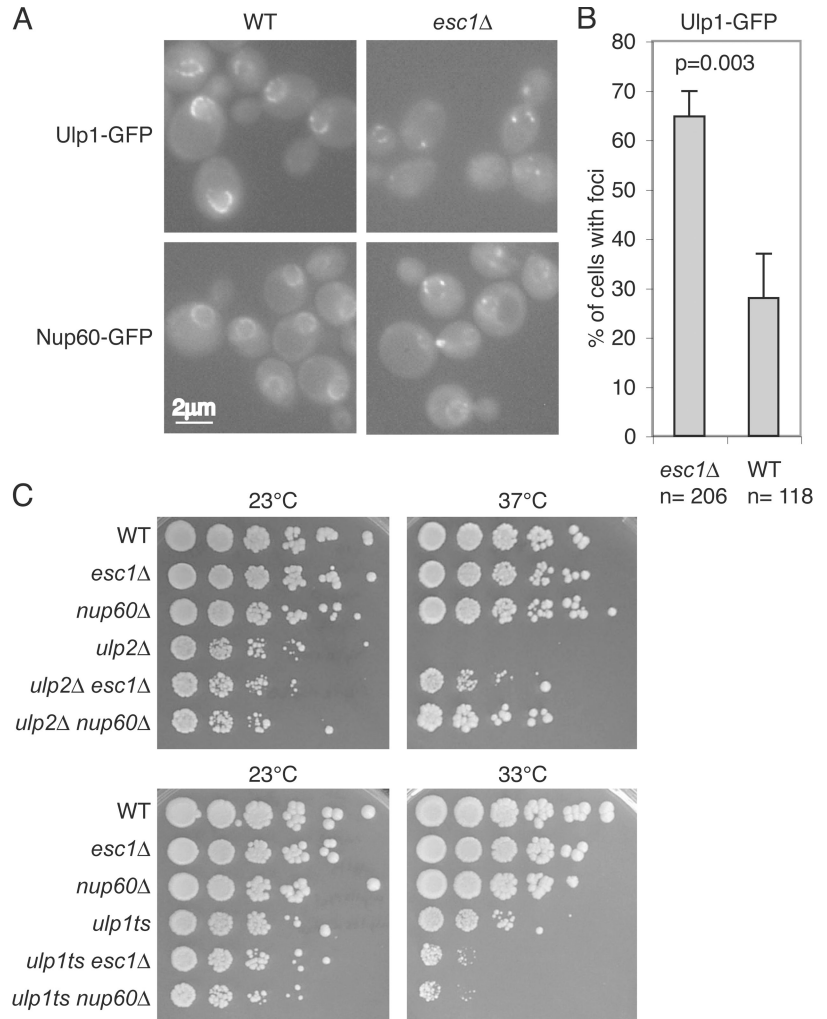 A
WT
esc1Δ
Ulp1-GFP
Nup60-GFP
2µm
B
Ulp1-GFP
p=0.003
% of cells with foci
80
70
60
50
40
30
20
10
0
esc1Δ
n= 206
WT
n= 118
C
23°C
37°C
WT
esc1Δ
nup60Δ
ulp2Δ
ulp2Δ esc1Δ
ulp2Δ nup60Δ
23°C
33°C
WT
esc1Δ
nup60Δ
ulp1ts
ulp1ts esc1Δ
ulp1ts nup60Δ